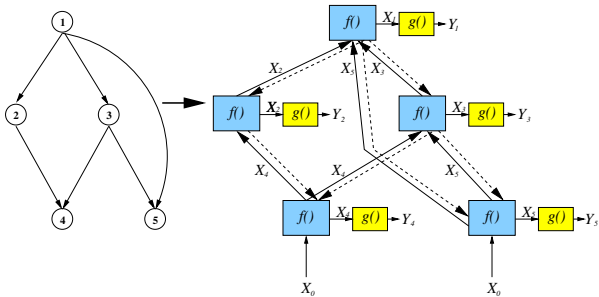 1
2
3
4
5
f() X₁ g() Y₁
X₂ X₅ X₃
f() X₂ g() Y₂
f() X₃ g() Y₃
X₄ X₄ X₅
f() X₄ g() Y₄
f() X₅ g() Y₅
X₀ X₀